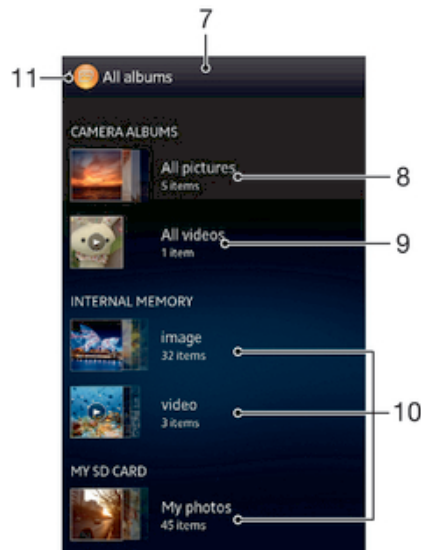 7
11
All albums
CAMERA ALBUMS
All pictures
5 items
8
All videos
1 item
9
INTERNAL MEMORY
image
32 items
video
3 items
10
MY SD CARD
My photos
45 items